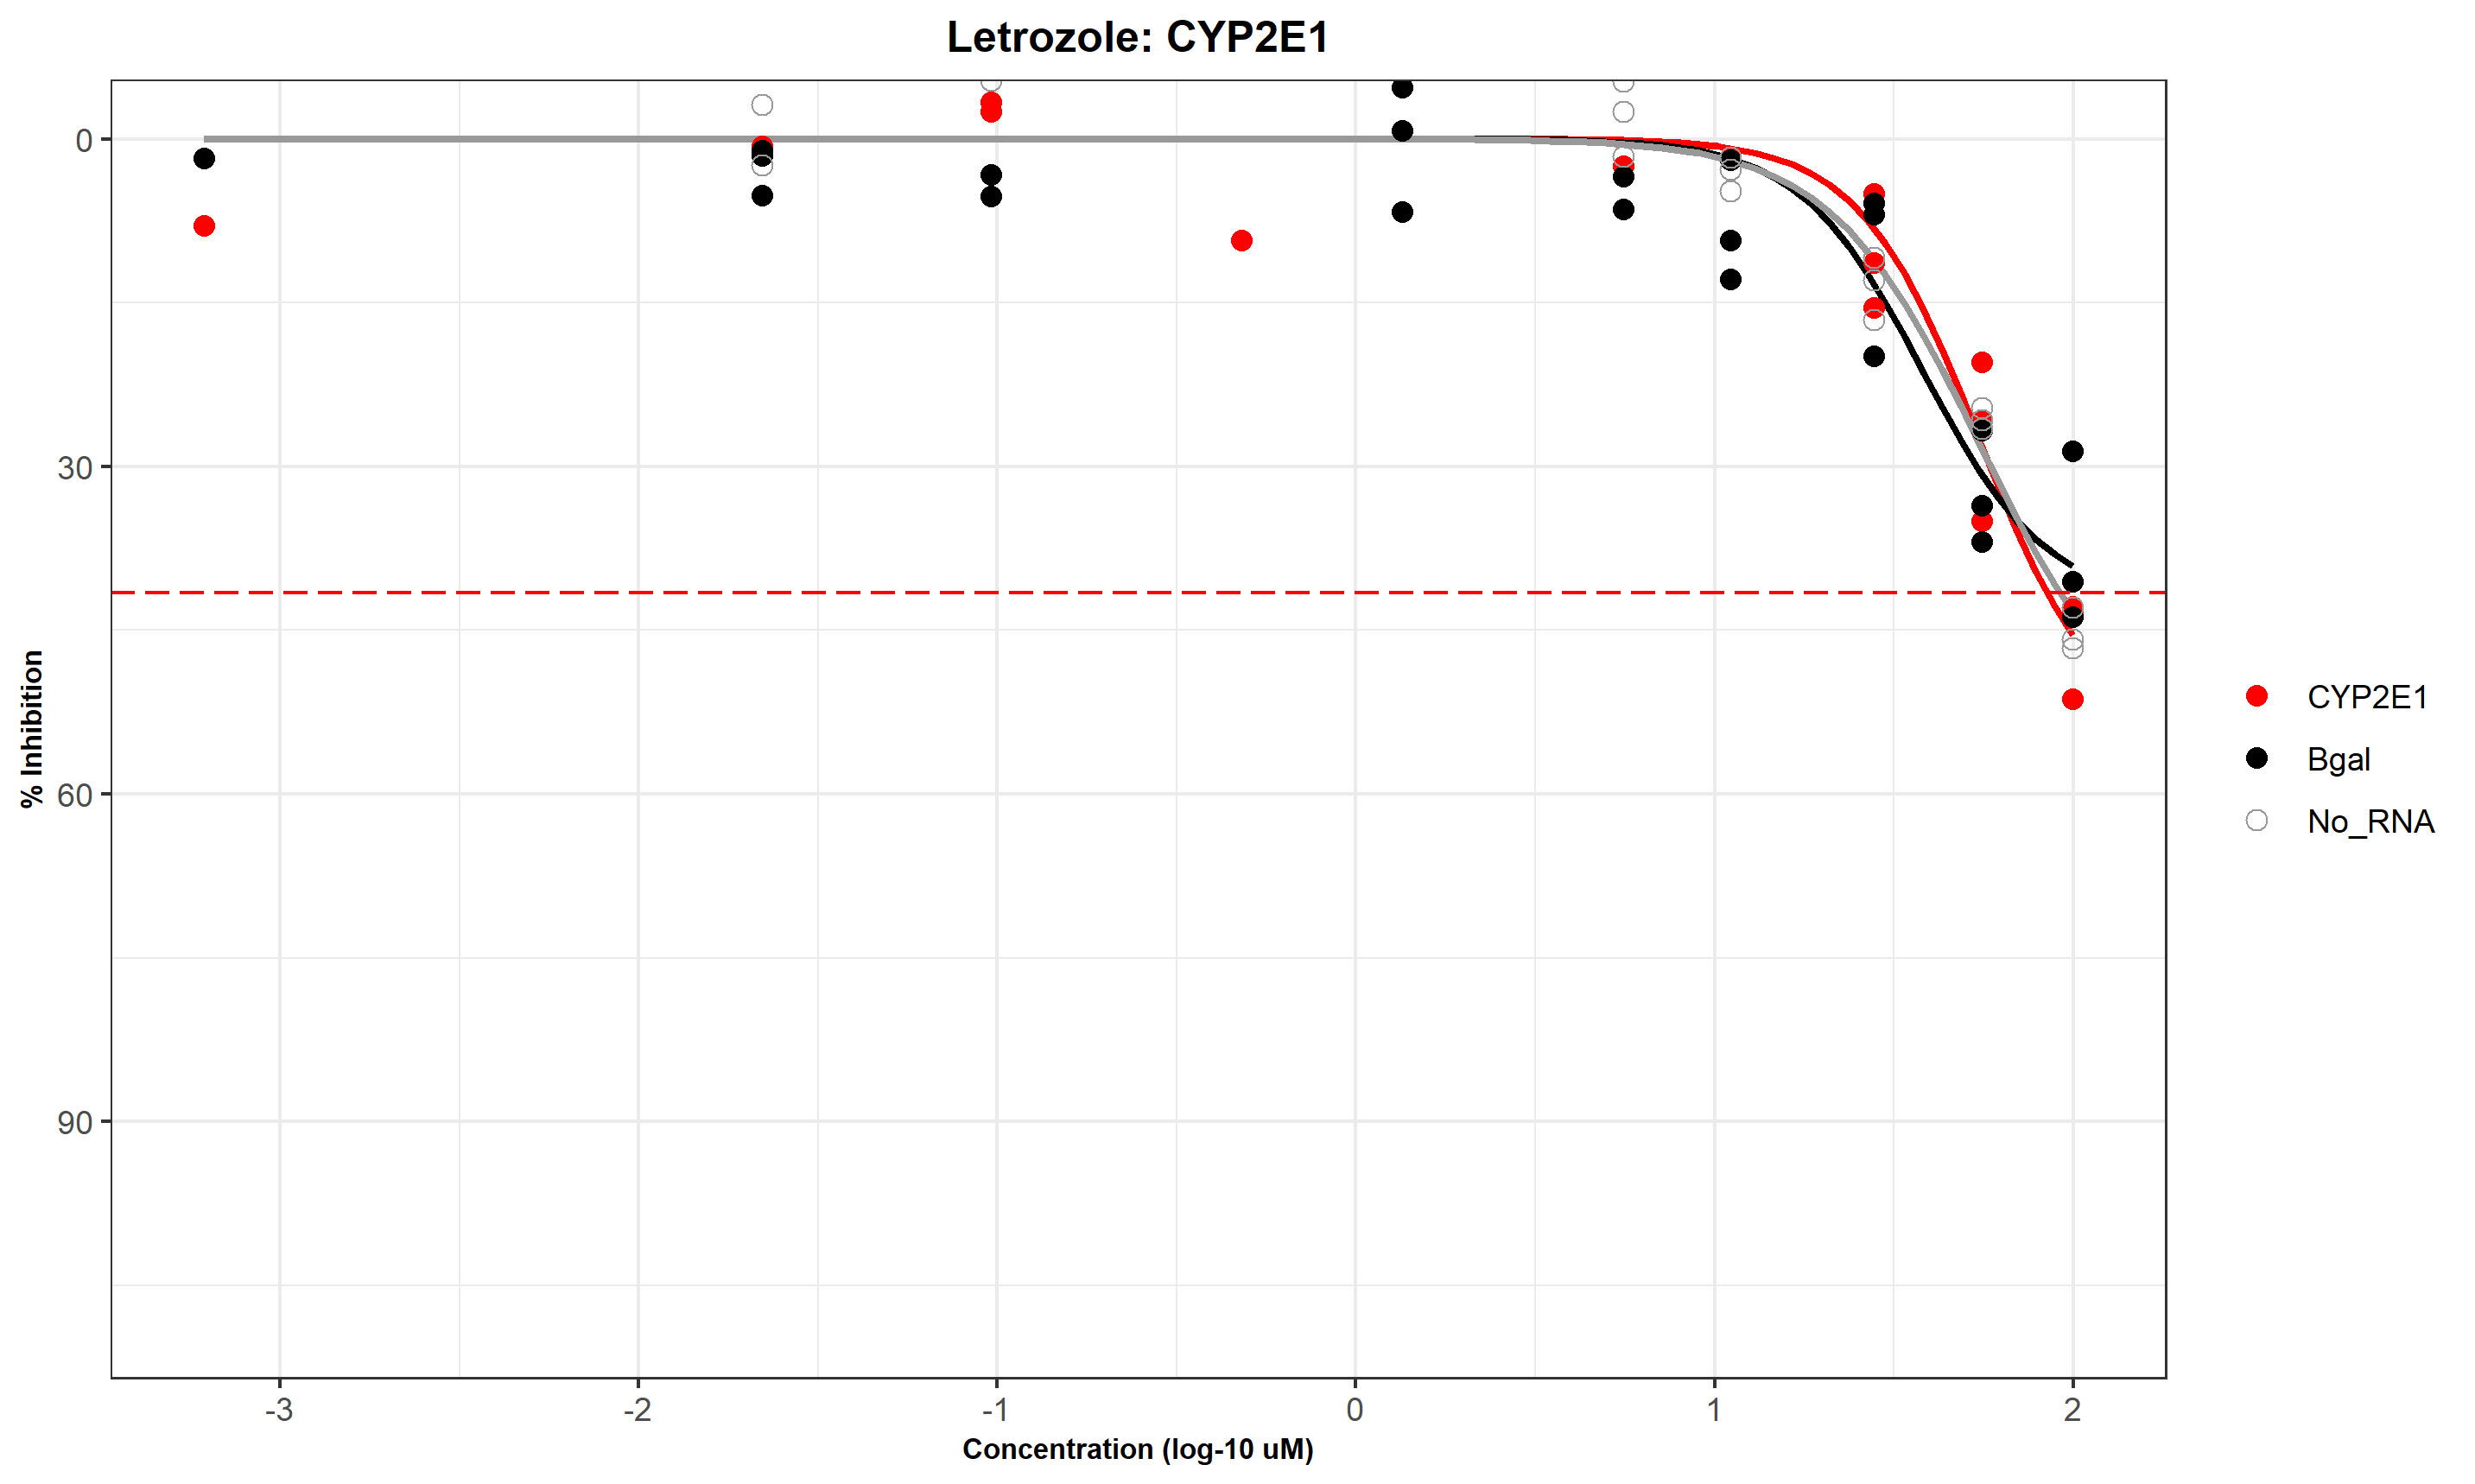 Letrozole: CYP2E1
0
30
60
90
% Inhibition
-3
-2
-1
0
1
2
Concentration (log-10 uM)
CYP2E1
Bgal
No_RNA